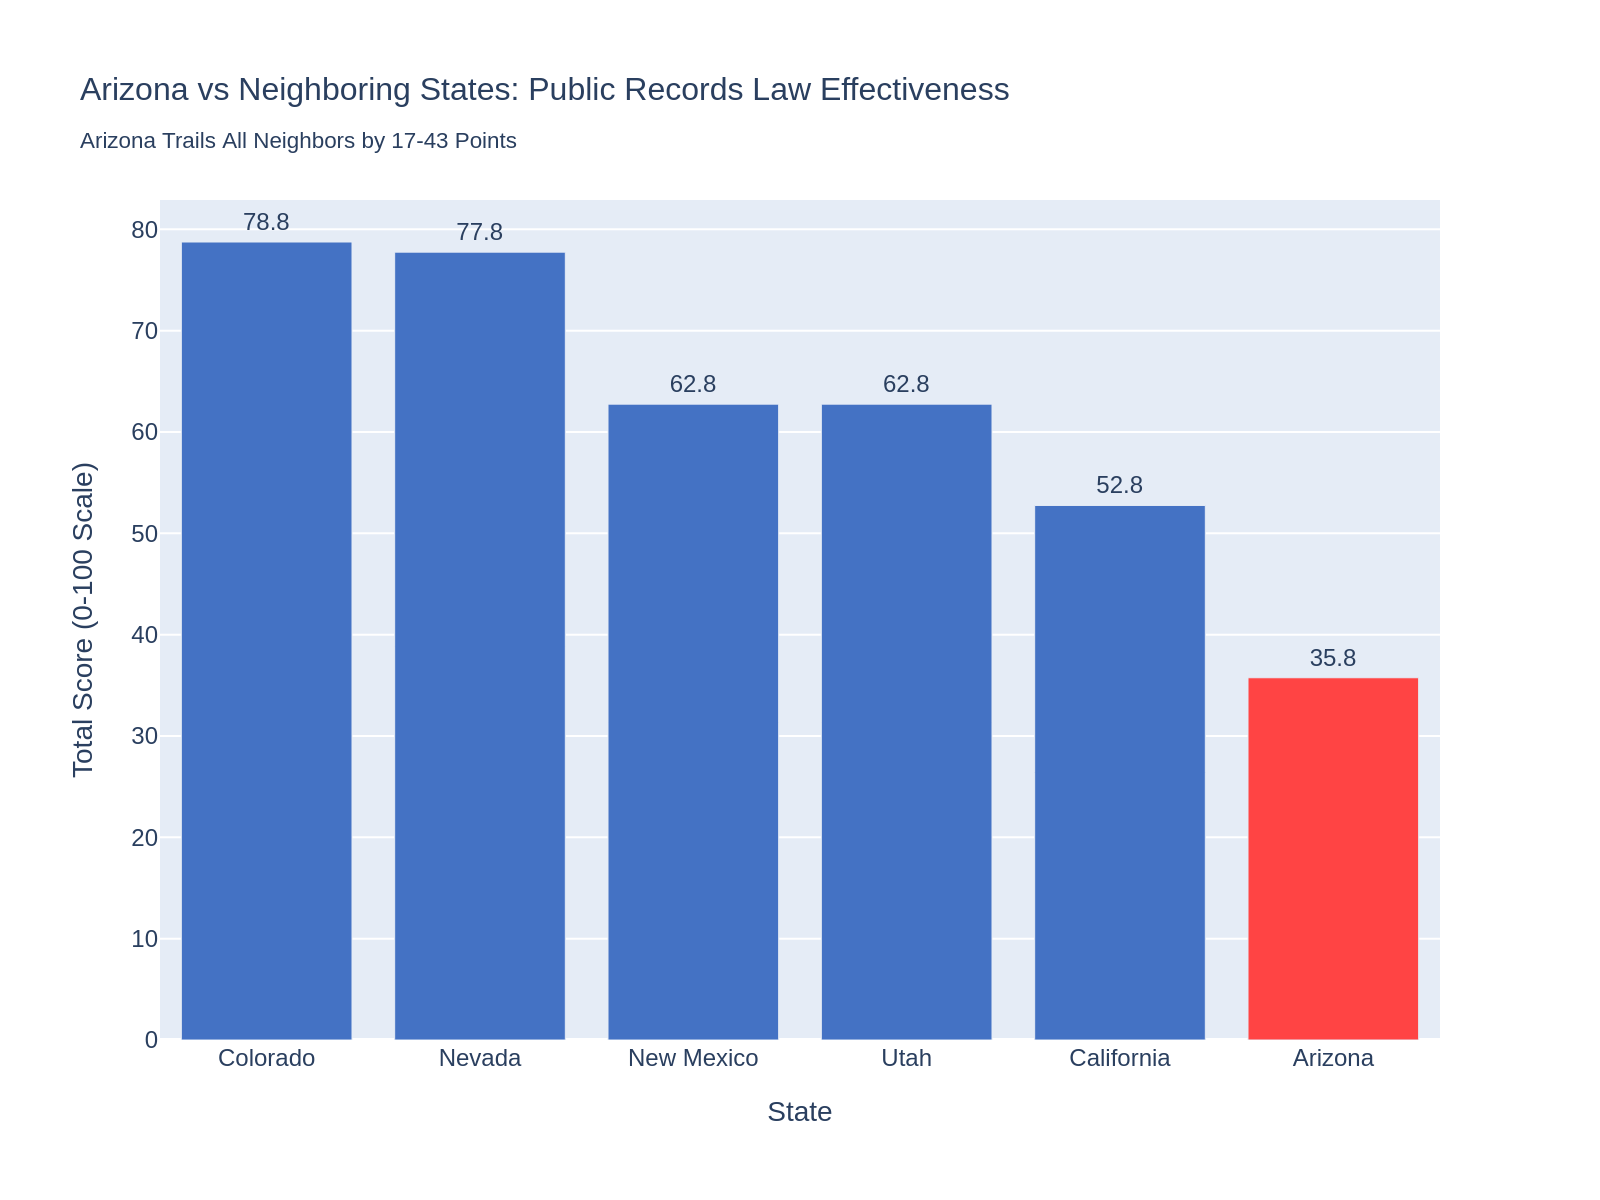 Arizona vs Neighboring States: Public Records Law Effectiveness
Arizona Trails All Neighbors by 17-43 Points
Total Score (0-100 Scale)
80
70
60
50
40
30
20
10
0
78.8
77.8
62.8
62.8
52.8
35.8
Colorado
Nevada
New Mexico
Utah
California
Arizona
State